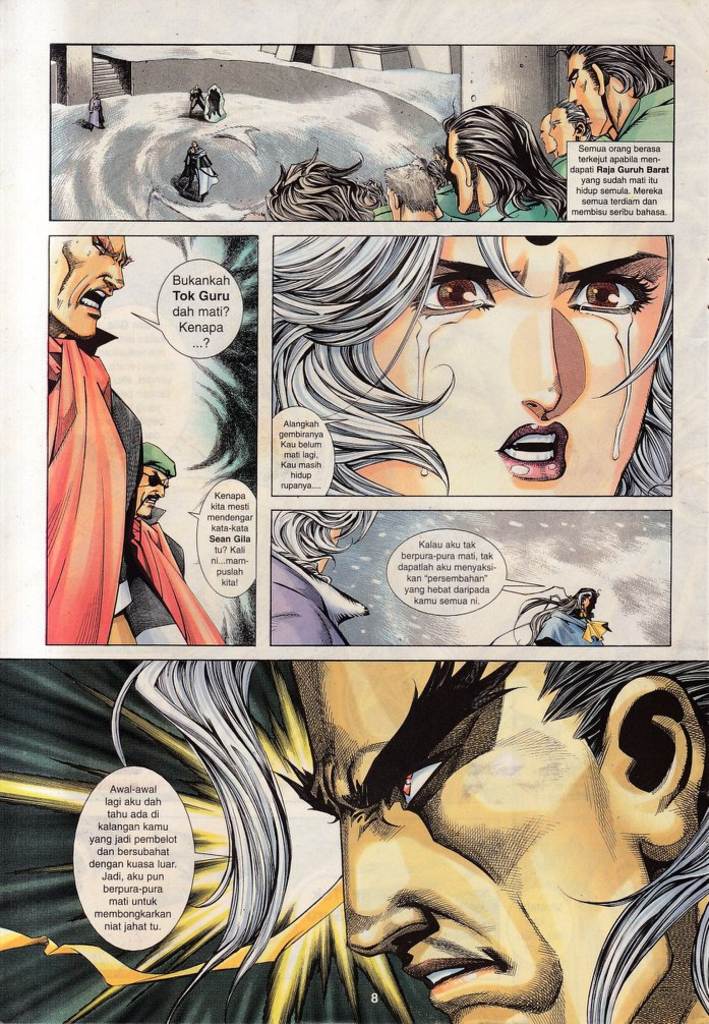 Semua orang berasa
terkejut apabila men-
dapati Raja Guruh Barat
yang sudah mati itu
hidup semula. Mereka
semua terdiam dan
membisu seribu bahasa.
Bukankah
Tok Guru
dah mati?
Kenapa
...?
Kenapa
kita mesti
mendengar
kata-kata
Sean Gila
tu? Kali
ni...mam-
puslah
kita!
Alangkah
gembiranya
Kau belum
mati lagi,
Kau masih
hidup
rupanya....
Kalau aku tak
berpura-pura mati, tak
dapatlah aku menyaksi-
kan "persembahan"
yang hebat daripada
kamu semua ni.
Awal-awal
lagi aku dah
tahu ada di
kalangan kamu
yang jadi pembelot
dan bersubahat
dengan kuasa luar.
Jadi, aku pun
berpura-pura
mati untuk
membongkarkan
niat jahat tu.
8